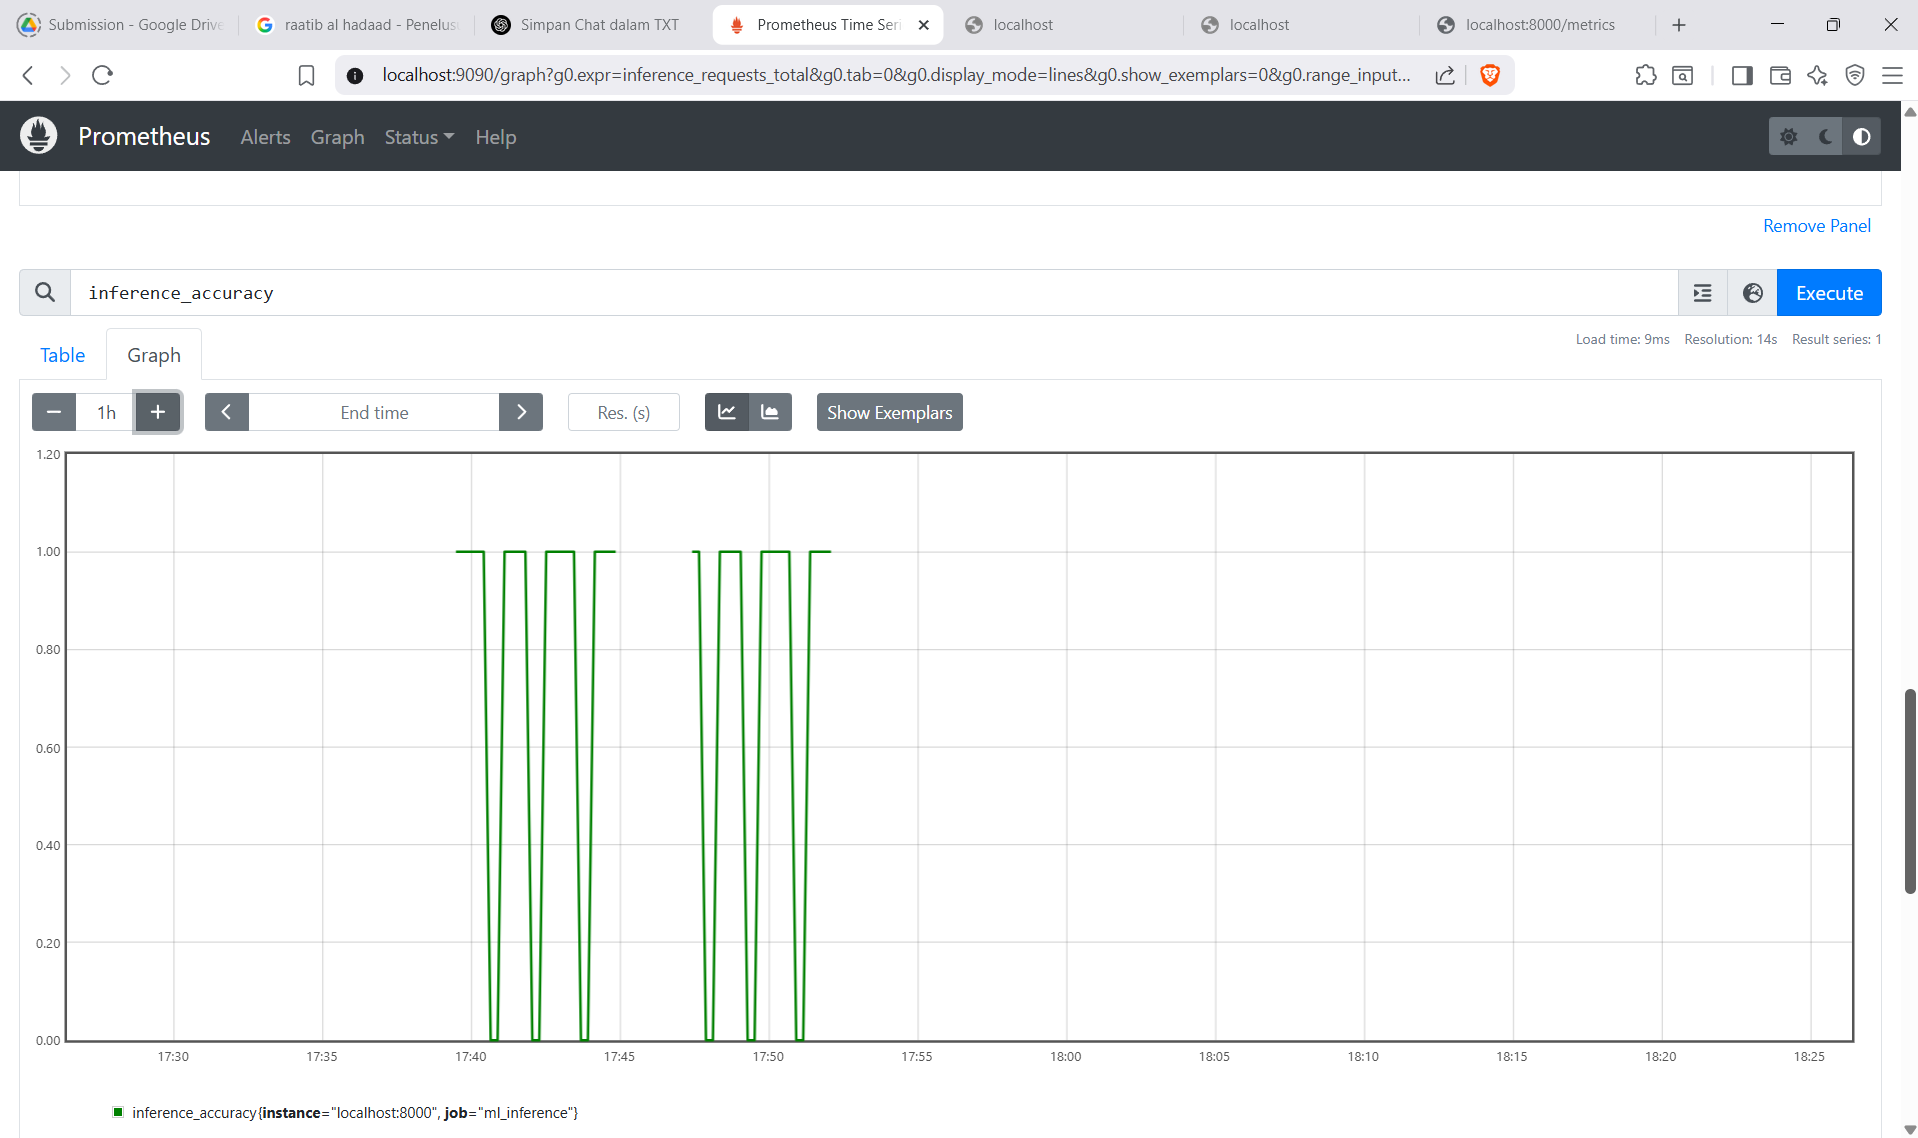 Submission - Google Drive
raatib al hadaad - Penelus
Simpan Chat dalam TXT
Prometheus Time Seri
localhost
localhost
localhost:8000/metrics
localhost:9090/graph?g0.expr=inference_requests_total&g0.tab=0&g0.display_mode=lines&g0.show_exemplars=0&g0.range_input...
Prometheus Alerts Graph Status Help
Remove Panel
inference_accuracy
Execute
Table Graph
Load time: 9ms Resolution: 14s Result series: 1
1h
End time
Res. (s)
Show Exemplars
1.20
1.00
0.80
0.60
0.40
0.20
0.00
17:30 17:35 17:40 17:45 17:50 17:55 18:00 18:05 18:10 18:15 18:20 18:25
inference_accuracy{instance="localhost:8000", job="ml_inference"}